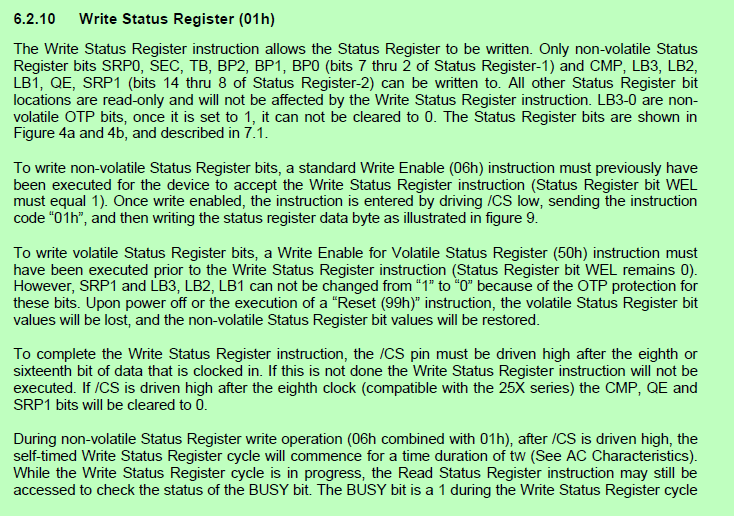 6.2.10 Write Status Register (01h)
The Write Status Register instruction allows the Status Register to be written. Only non-volatile Status
Register bits SRP0, SEC, TB, BP2, BP1, BP0 (bits 7 thru 2 of Status Register-1) and CMP, LB3, LB2,
LB1, QE, SRP1 (bits 14 thru 8 of Status Register-2) can be written to. All other Status Register bit
locations are read-only and will not be affected by the Write Status Register instruction. LB3-0 are non-
volatile OTP bits, once it is set to 1, it can not be cleared to 0. The Status Register bits are shown in
Figure 4a and 4b, and described in 7.1.
To write non-volatile Status Register bits, a standard Write Enable (06h) instruction must previously have
been executed for the device to accept the Write Status Register instruction (Status Register bit WEL
must equal 1). Once write enabled, the instruction is entered by driving /CS low, sending the instruction
code “01h”, and then writing the status register data byte as illustrated in figure 9.
To write volatile Status Register bits, a Write Enable for Volatile Status Register (50h) instruction must
have been executed prior to the Write Status Register instruction (Status Register bit WEL remains 0).
However, SRP1 and LB3, LB2, LB1 can not be changed from “1” to “0” because of the OTP protection for
these bits. Upon power off or the execution of a “Reset (99h)” instruction, the volatile Status Register bit
values will be lost, and the non-volatile Status Register bit values will be restored.
To complete the Write Status Register instruction, the /CS pin must be driven high after the eighth or
sixteenth bit of data that is clocked in. If this is not done the Write Status Register instruction will not be
executed. If /CS is driven high after the eighth clock (compatible with the 25X series) the CMP, QE and
SRP1 bits will be cleared to 0.
During non-volatile Status Register write operation (06h combined with 01h), after /CS is driven high, the
self-timed Write Status Register cycle will commence for a time duration of tw (See AC Characteristics).
While the Write Status Register cycle is in progress, the Read Status Register instruction may still be
accessed to check the status of the BUSY bit. The BUSY bit is a 1 during the Write Status Register cycle